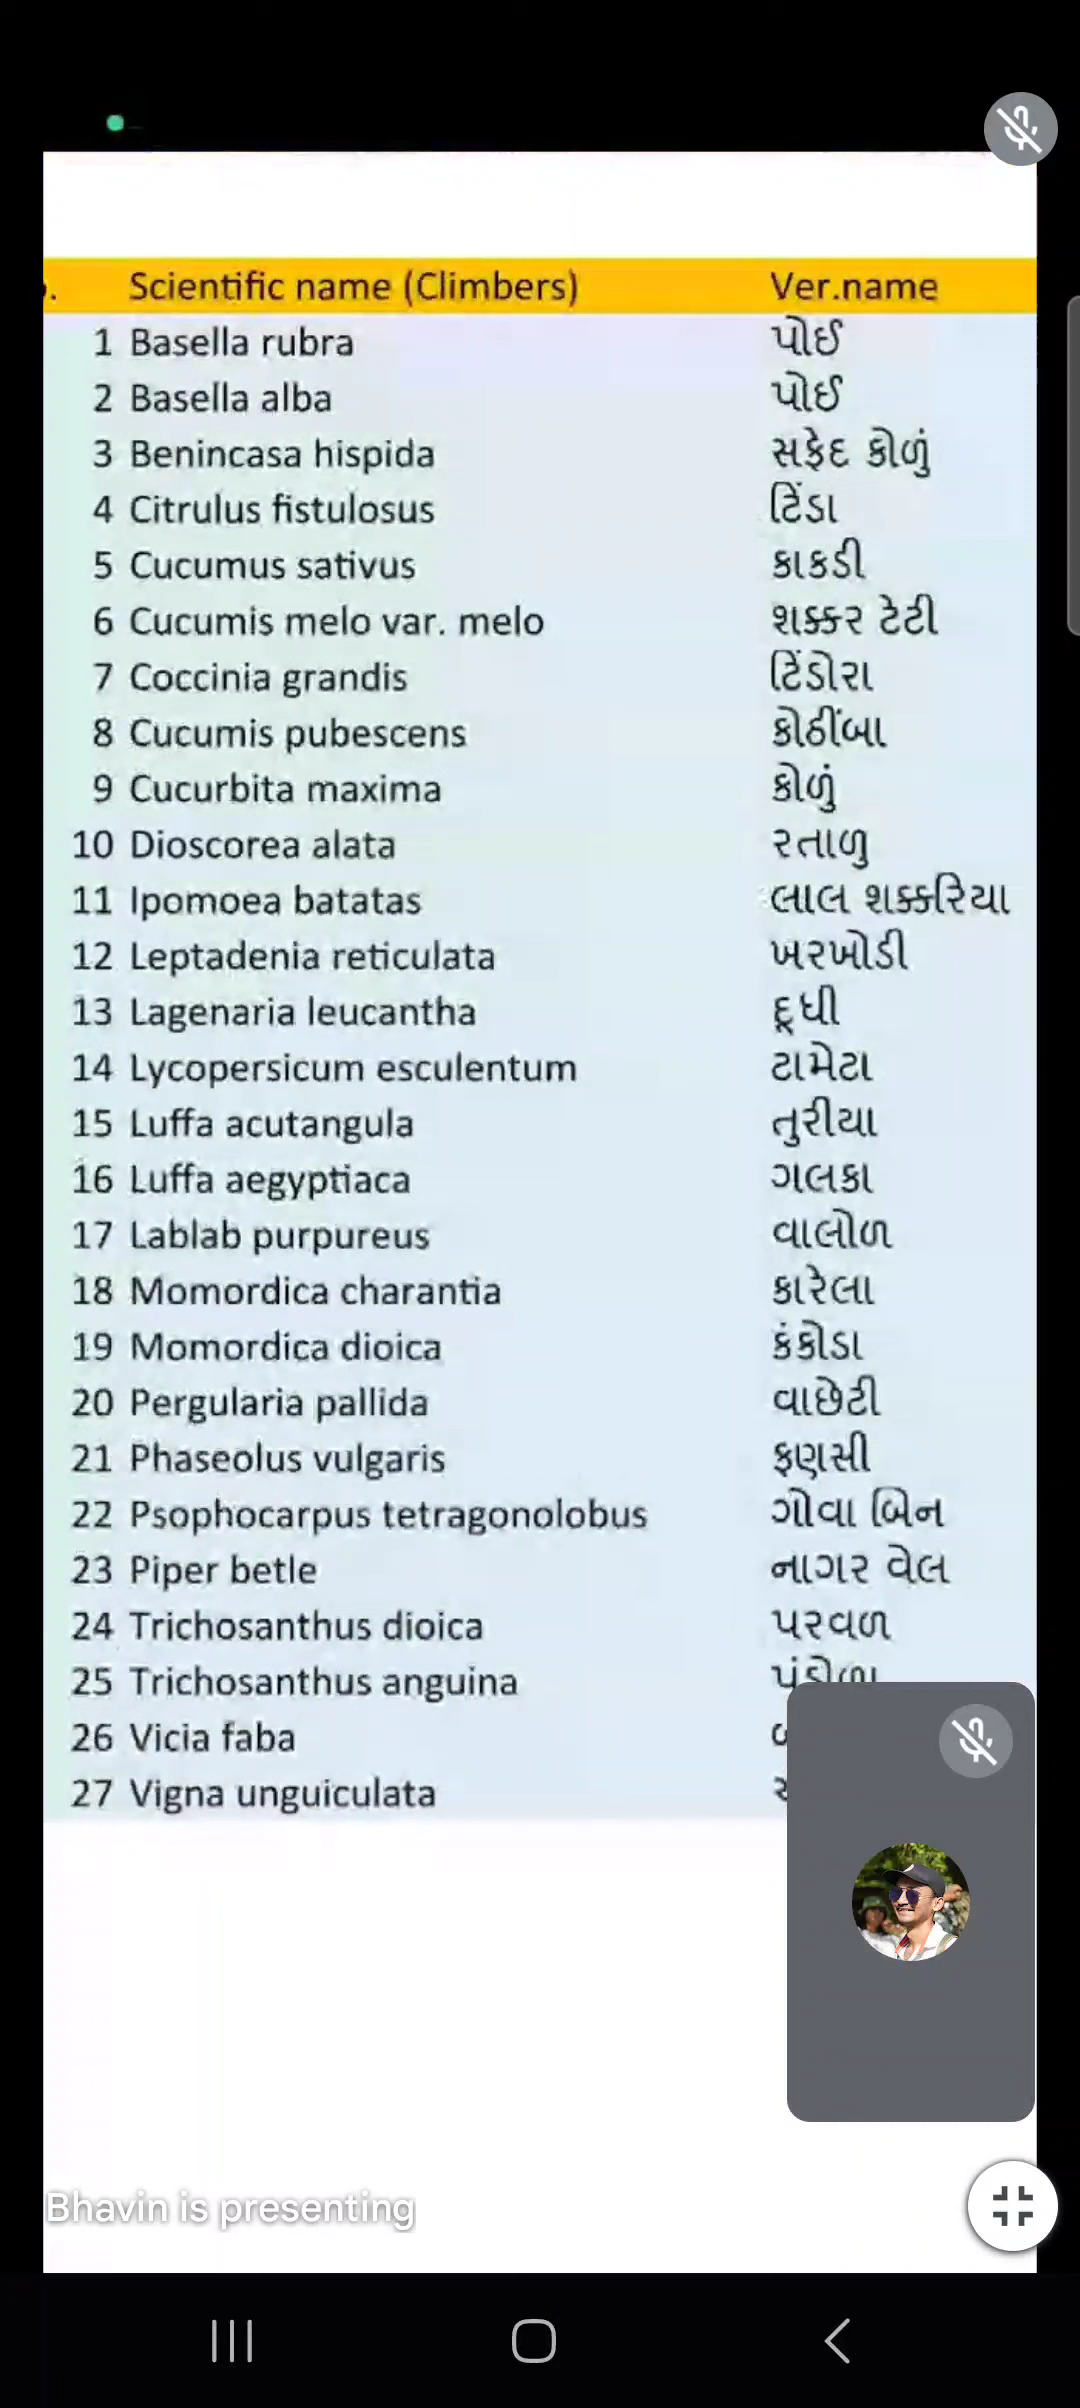 Scientific name (Climbers) Ver.name
1 Basella rubra પોઈ
2 Basella alba પોઈ
3 Benincasa hispida સફેદ કોળું
4 Citrulus fistulosus ટિંડા
5 Cucumus sativus કાકડી
6 Cucumis melo var. melo શક્કર ટેટી
7 Coccinia grandis ટિંડોરા
8 Cucumis pubescens કોઠીંબા
9 Cucurbita maxima કોળું
10 Dioscorea alata રતાળુ
11 Ipomoea batatas લાલ શક્કરિયા
12 Leptadenia reticulata ખરખોડી
13 Lagenaria leucantha દૂધી
14 Lycopersicum esculentum ટામેટા
15 Luffa acutangula તુરીયા
16 Luffa aegyptiaca ગલકા
17 Lablab purpureus વાલોળ
18 Momordica charantia કારેલા
19 Momordica dioica કંકોડા
20 Pergularia pallida વાછેટી
21 Phaseolus vulgaris ફણસી
22 Psophocarpus tetragonolobus ગોવા બિન
23 Piper betle નાગર વેલ
24 Trichosanthus dioica પરવળ
25 Trichosanthus anguina
26 Vicia faba
27 Vigna unguiculata
Bhavin is presenting